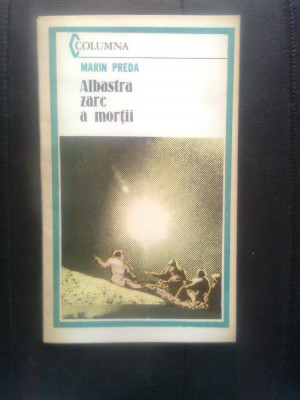 COLUMNA
MARIN PREDA
Albastra
zare
a morții